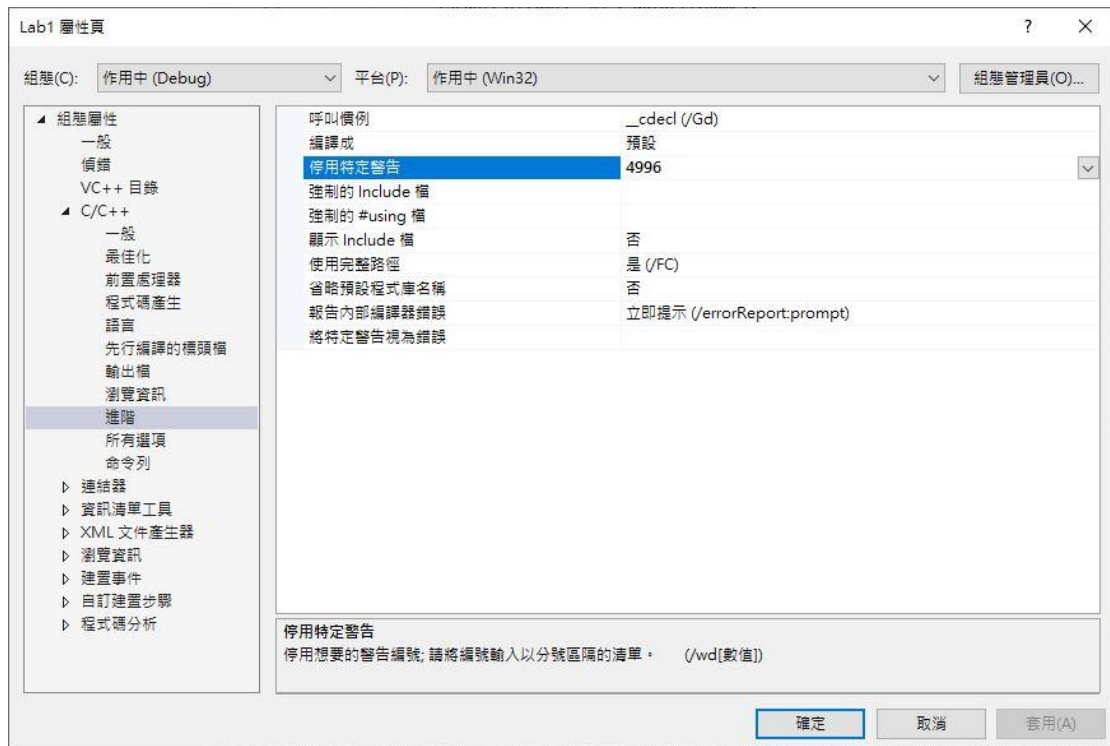 Lab1 屬性頁
? ×
組態(C): 作用中 (Debug) 平台(P): 作用中 (Win32) 組態管理員(O)...
組態屬性
一般
偵錯
VC++ 目錄
C/C++
一般
最佳化
前置處理器
程式碼產生
語言
先行編譯的標頭檔
輸出檔
瀏覽資訊
進階
所有選項
命令列
連結器
資訊清單工具
XML 文件產生器
瀏覽資訊
建置事件
自訂建置步驟
程式碼分析
呼叫慣例 __cdecl (/Gd)
編譯成 預設
停用特定警告 4996
強制的 Include 檔
強制的 #using 檔
顯示 Include 檔 否
使用完整路徑 是 (/FC)
省略預設程式庫名稱 否
報告內部編譯器錯誤 立即提示 (/errorReport:prompt)
將特定警告視為錯誤
停用特定警告
停用想要的警告編號; 請將編號輸入以分號區隔的清單。 (/wd[數值])
確定 取消 套用(A)